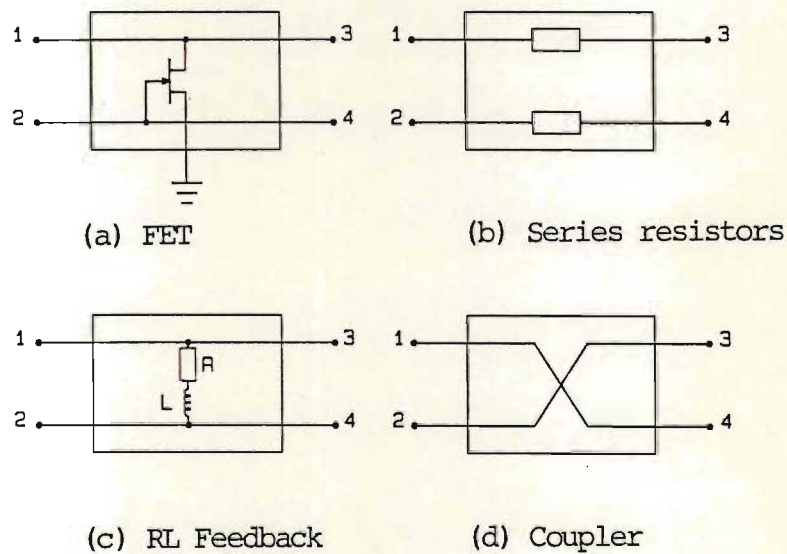 1 3
2 4
(a) FET
1 3
2 4
(b) Series resistors
1 3
R
L
2 4
(c) RL Feedback
1 3
2 4
(d) Coupler